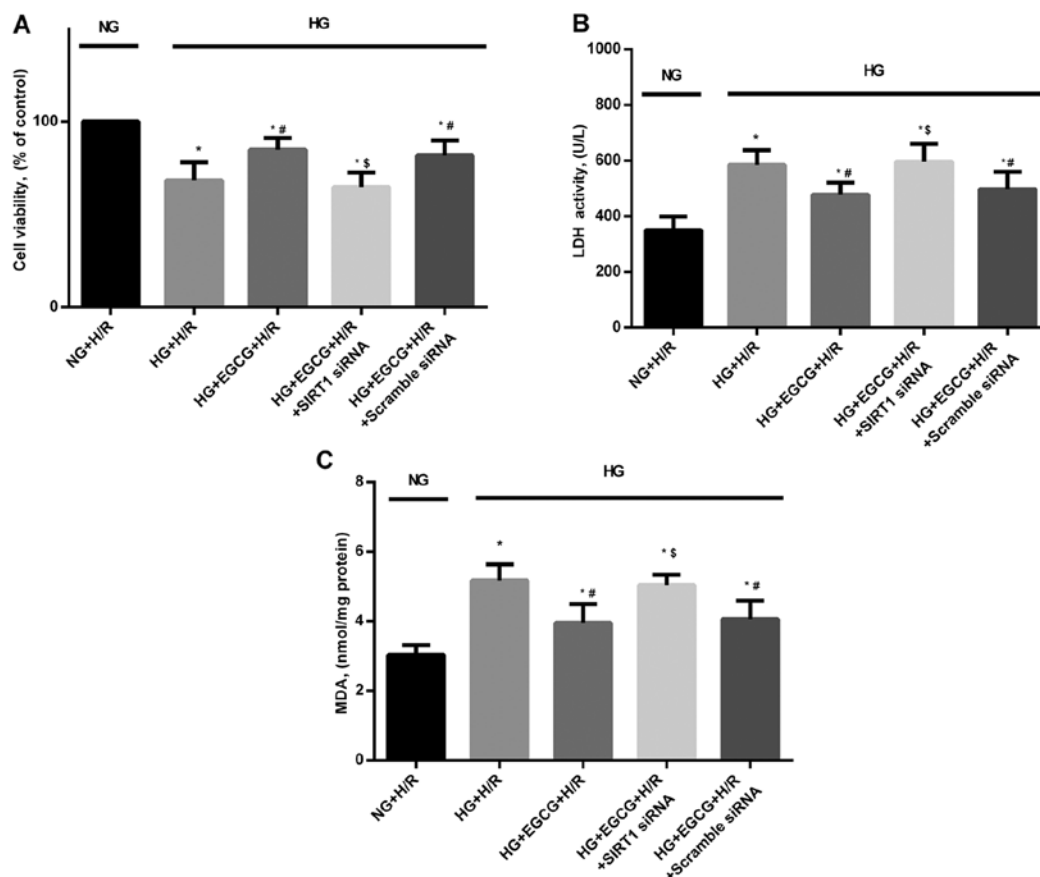 A
NG
HG
Cell viability, (% of control)
100
0
*
* #
* $
* #
NG+H/R
HG+H/R
HG+EGCG+H/R
HG+EGCG+H/R
+SIRT1 siRNA
HG+EGCG+H/R
+Scramble siRNA
B
NG
HG
LDH activity, (U/L)
1000
800
600
400
200
0
*
* #
* $
* #
NG+H/R
HG+H/R
HG+EGCG+H/R
HG+EGCG+H/R
+SIRT1 siRNA
HG+EGCG+H/R
+Scramble siRNA
C
NG
HG
MDA, (nmol/mg protein)
8
6
4
2
0
*
* #
* $
* #
NG+H/R
HG+H/R
HG+EGCG+H/R
HG+EGCG+H/R
+SIRT1 siRNA
HG+EGCG+H/R
+Scramble siRNA